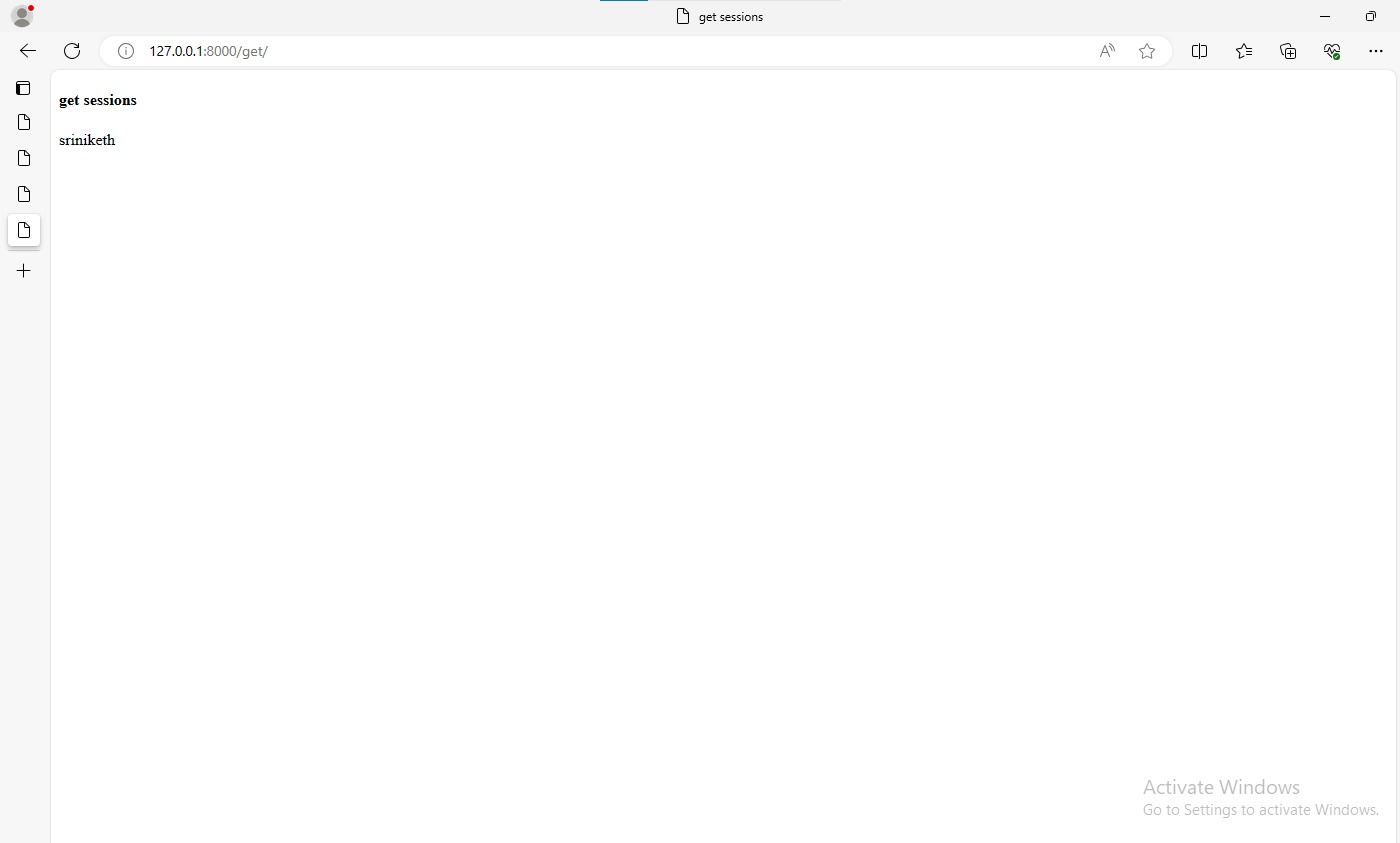 get sessions
127.0.0.1:8000/get/
get sessions
sriniketh
Activate Windows
Go to Settings to activate Windows.